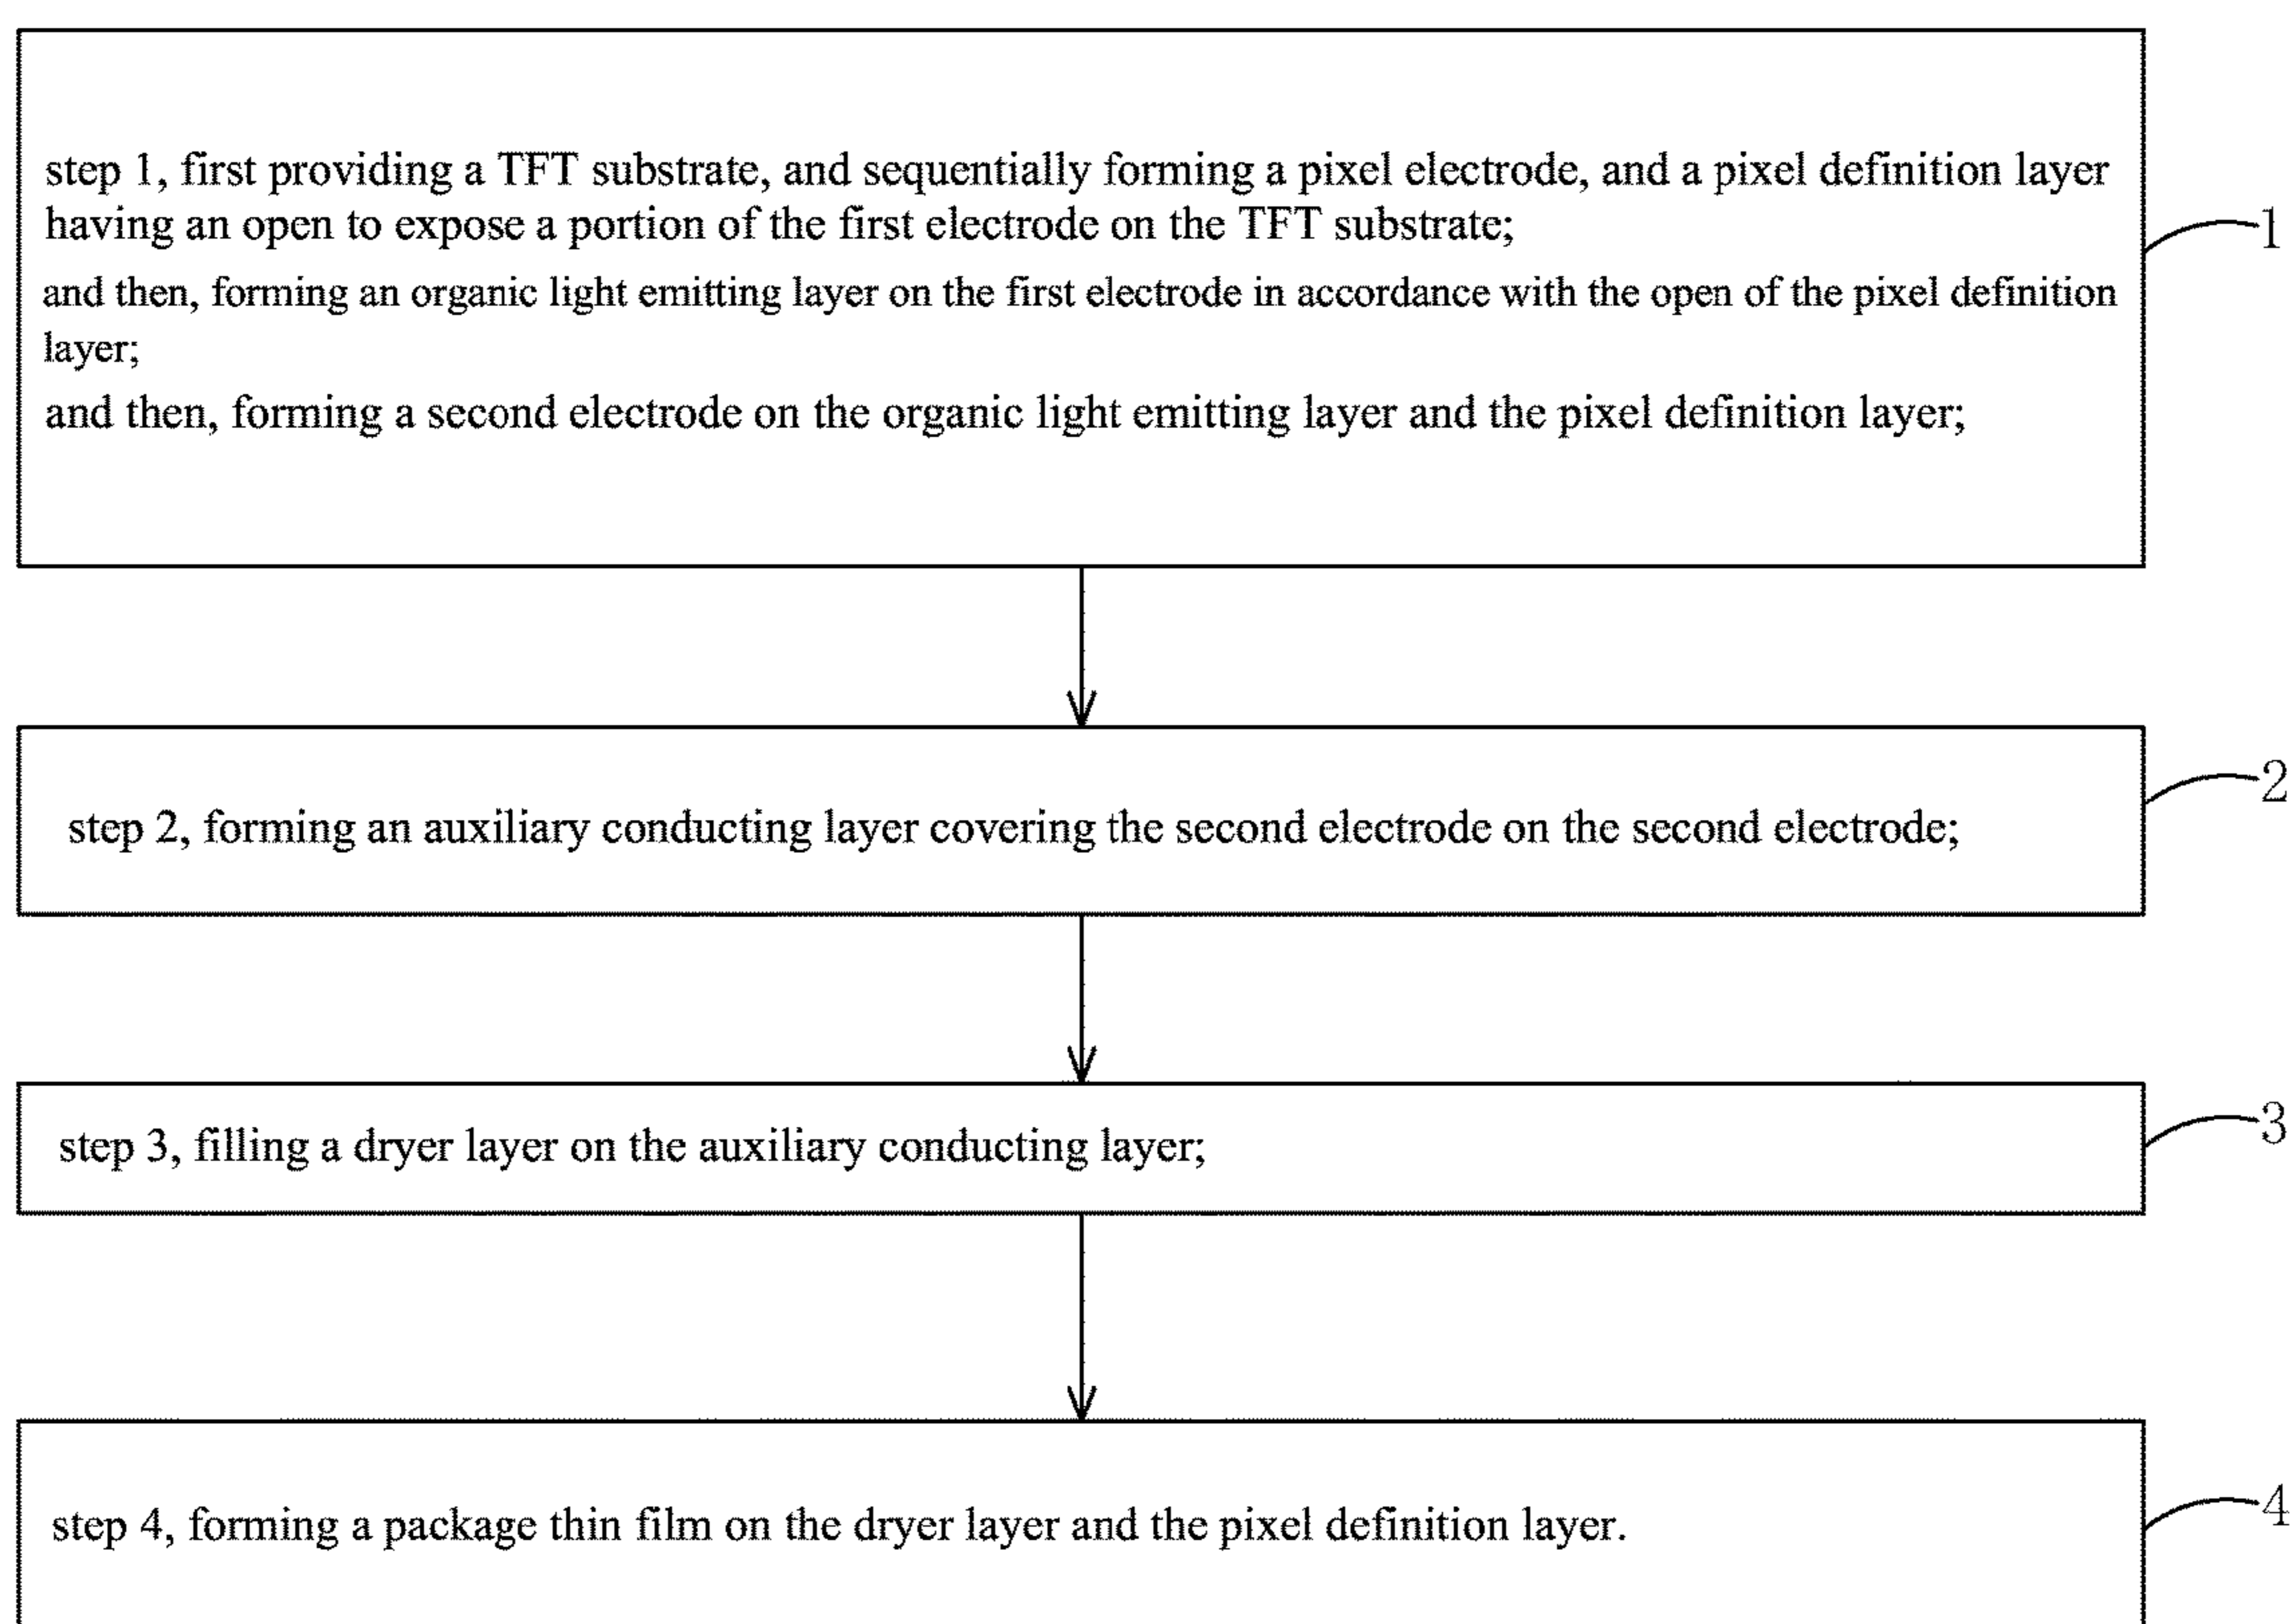 step 1, first providing a TFT substrate, and sequentially forming a pixel electrode, and a pixel definition layer
having an open to expose a portion of the first electrode on the TFT substrate;
and then, forming an organic light emitting layer on the first electrode in accordance with the open of the pixel definition
layer;
and then, forming a second electrode on the organic light emitting layer and the pixel definition layer;
1
step 2, forming an auxiliary conducting layer covering the second electrode on the second electrode;
2
step 3, filling a dryer layer on the auxiliary conducting layer;
3
step 4, forming a package thin film on the dryer layer and the pixel definition layer.
4